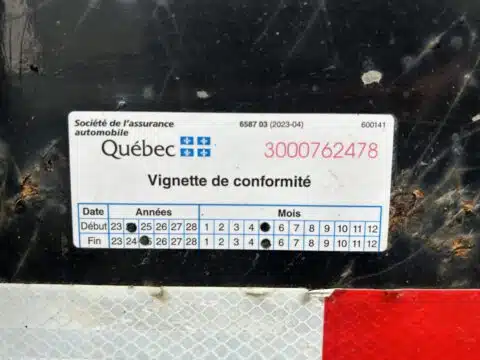 Société de l'assurance automobile
6587 03 (2023-04)
600141
Québec
3000762478
Vignette de conformité
Date Années Mois
Début 23 25 26 27 28 1 2 3 4 6 7 8 9 10 11 12
Fin 23 24 26 27 28 1 2 3 4 6 7 8 9 10 11 12